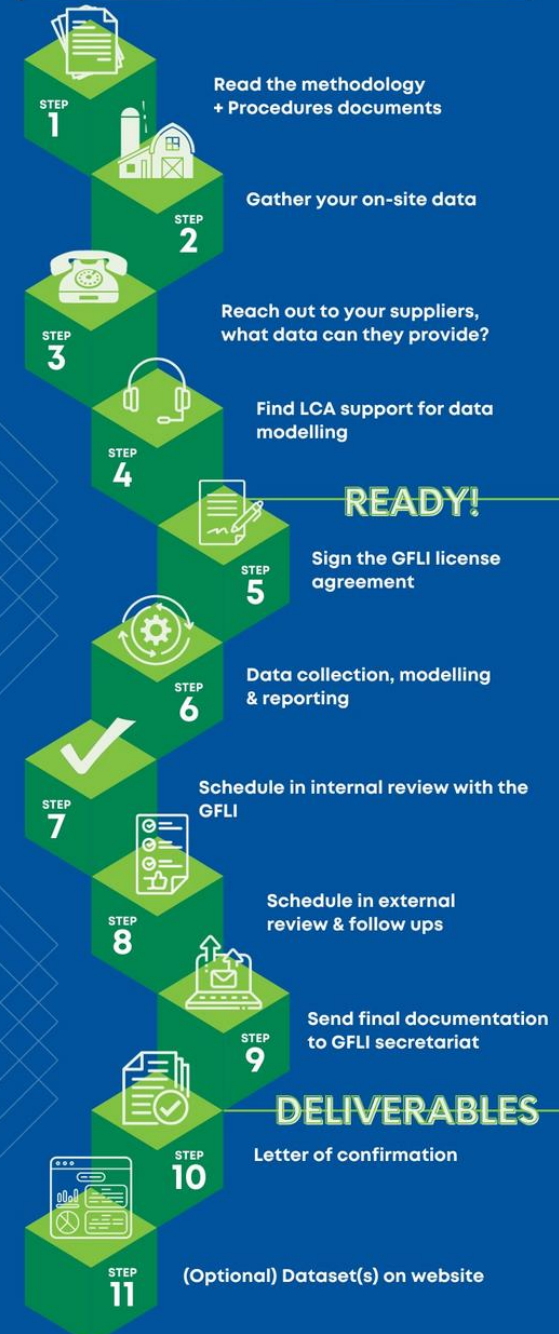 STEP
1
Read the methodology
+ Procedures documents
STEP
2
Gather your on-site data
STEP
3
Reach out to your suppliers,
what data can they provide?
STEP
4
Find LCA support for data
modelling
READY!
STEP
5
Sign the GFLI license
agreement
STEP
6
Data collection, modelling
& reporting
STEP
7
Schedule in internal review with the
GFLI
STEP
8
Schedule in external
review & follow ups
STEP
9
Send final documentation
to GFLI secretariat
DELIVERABLES
STEP
10
Letter of confirmation
STEP
11
(Optional) Dataset(s) on website